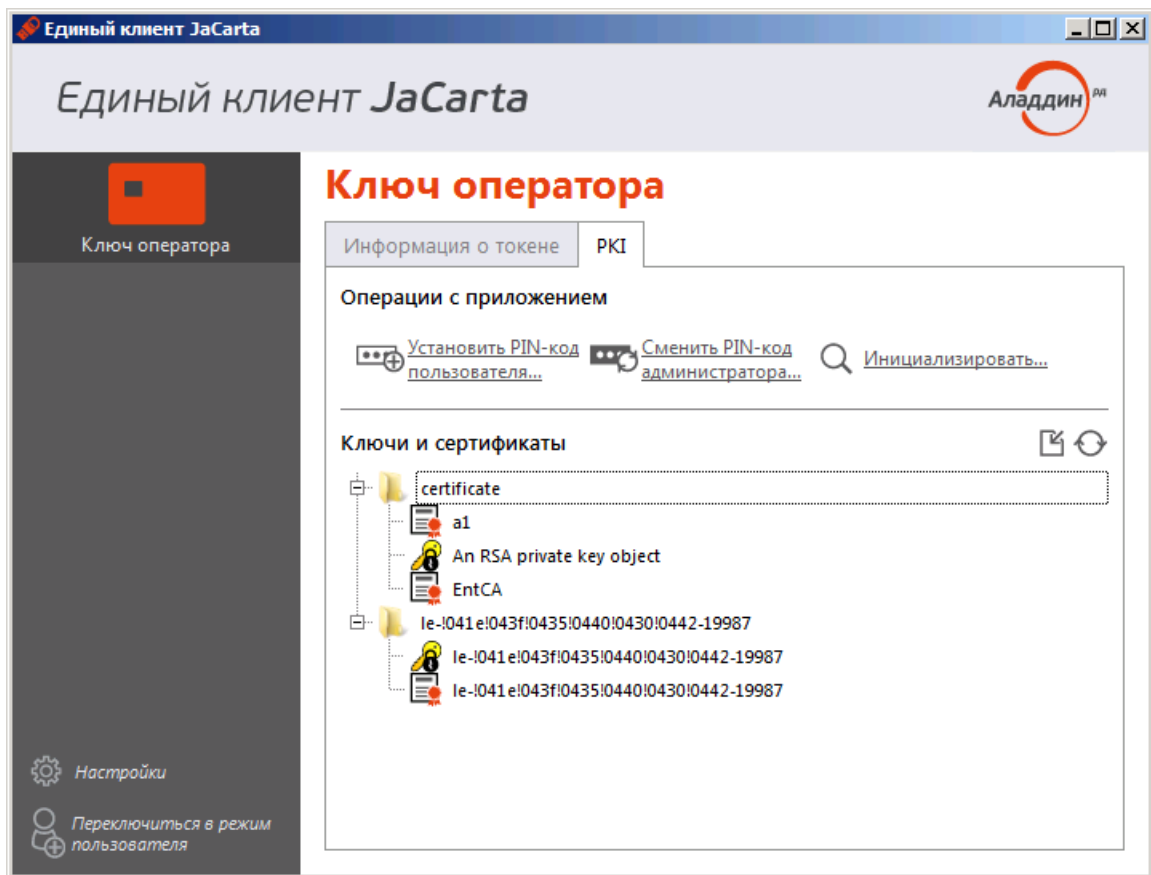 Единый клиент JaCarta
Единый клиент JaCarta
Аладдин РД
Ключ оператора
Ключ оператора
Информация о токене
PKI
Операции с приложением
Установить PIN-код
пользователя...
Сменить PIN-код
администратора...
Инициализировать...
Ключи и сертификаты
certificate
a1
An RSA private key object
EntCA
le-!041e!043f!0435!0440!0430!0442-19987
le-!041e!043f!0435!0440!0430!0442-19987
le-!041e!043f!0435!0440!0430!0442-19987
Настройки
Переключиться в режим
пользователя